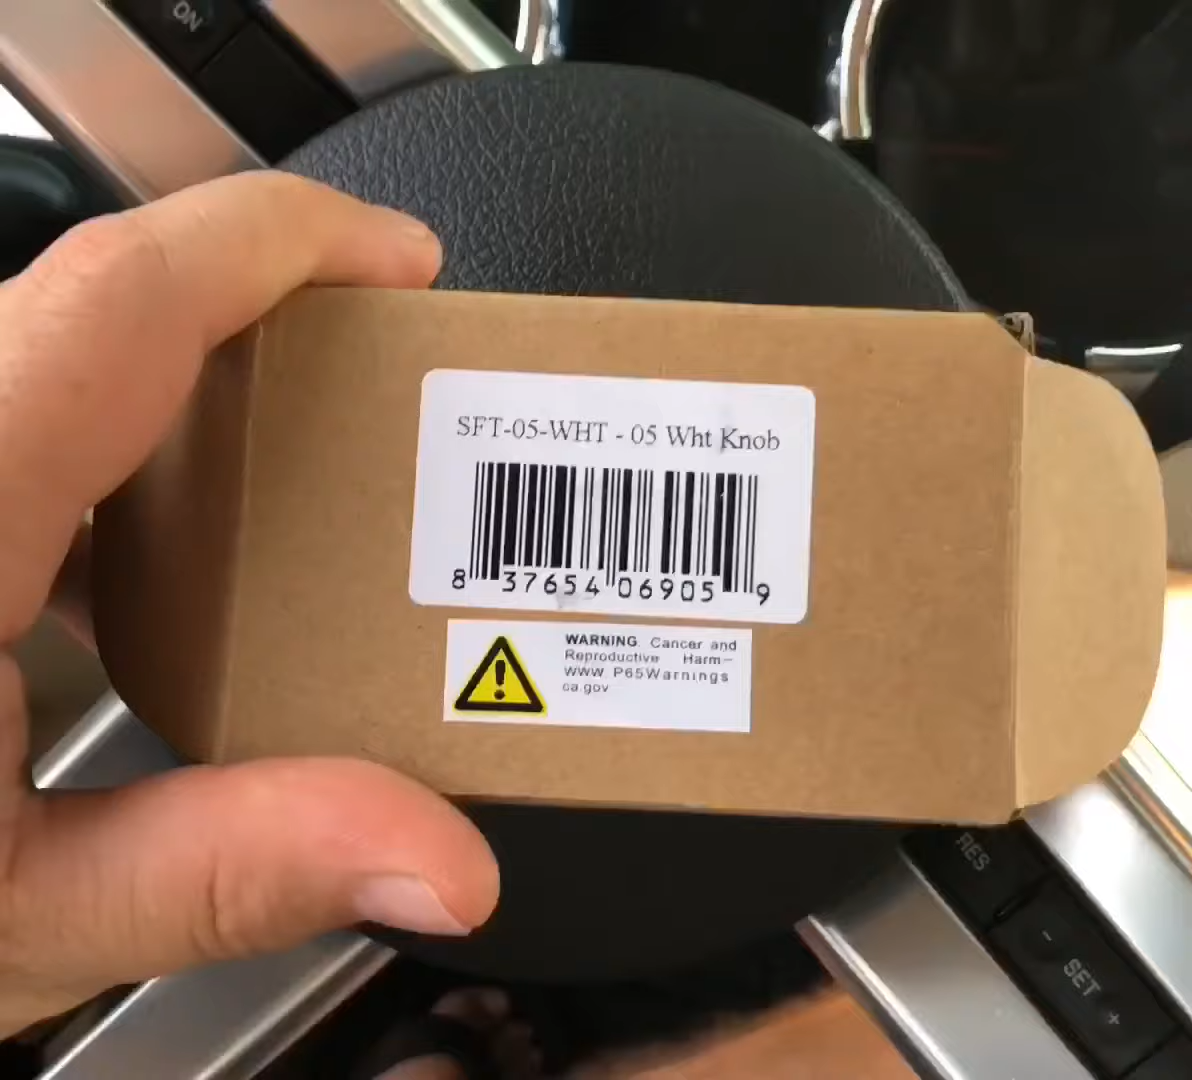 ON
SFT-05-WHT - 05 Wht Knob
8 37654 06905 9
WARNING. Cancer and
Reproductive Harm—
www.P65Warnings
ca.gov
RES
- SET +